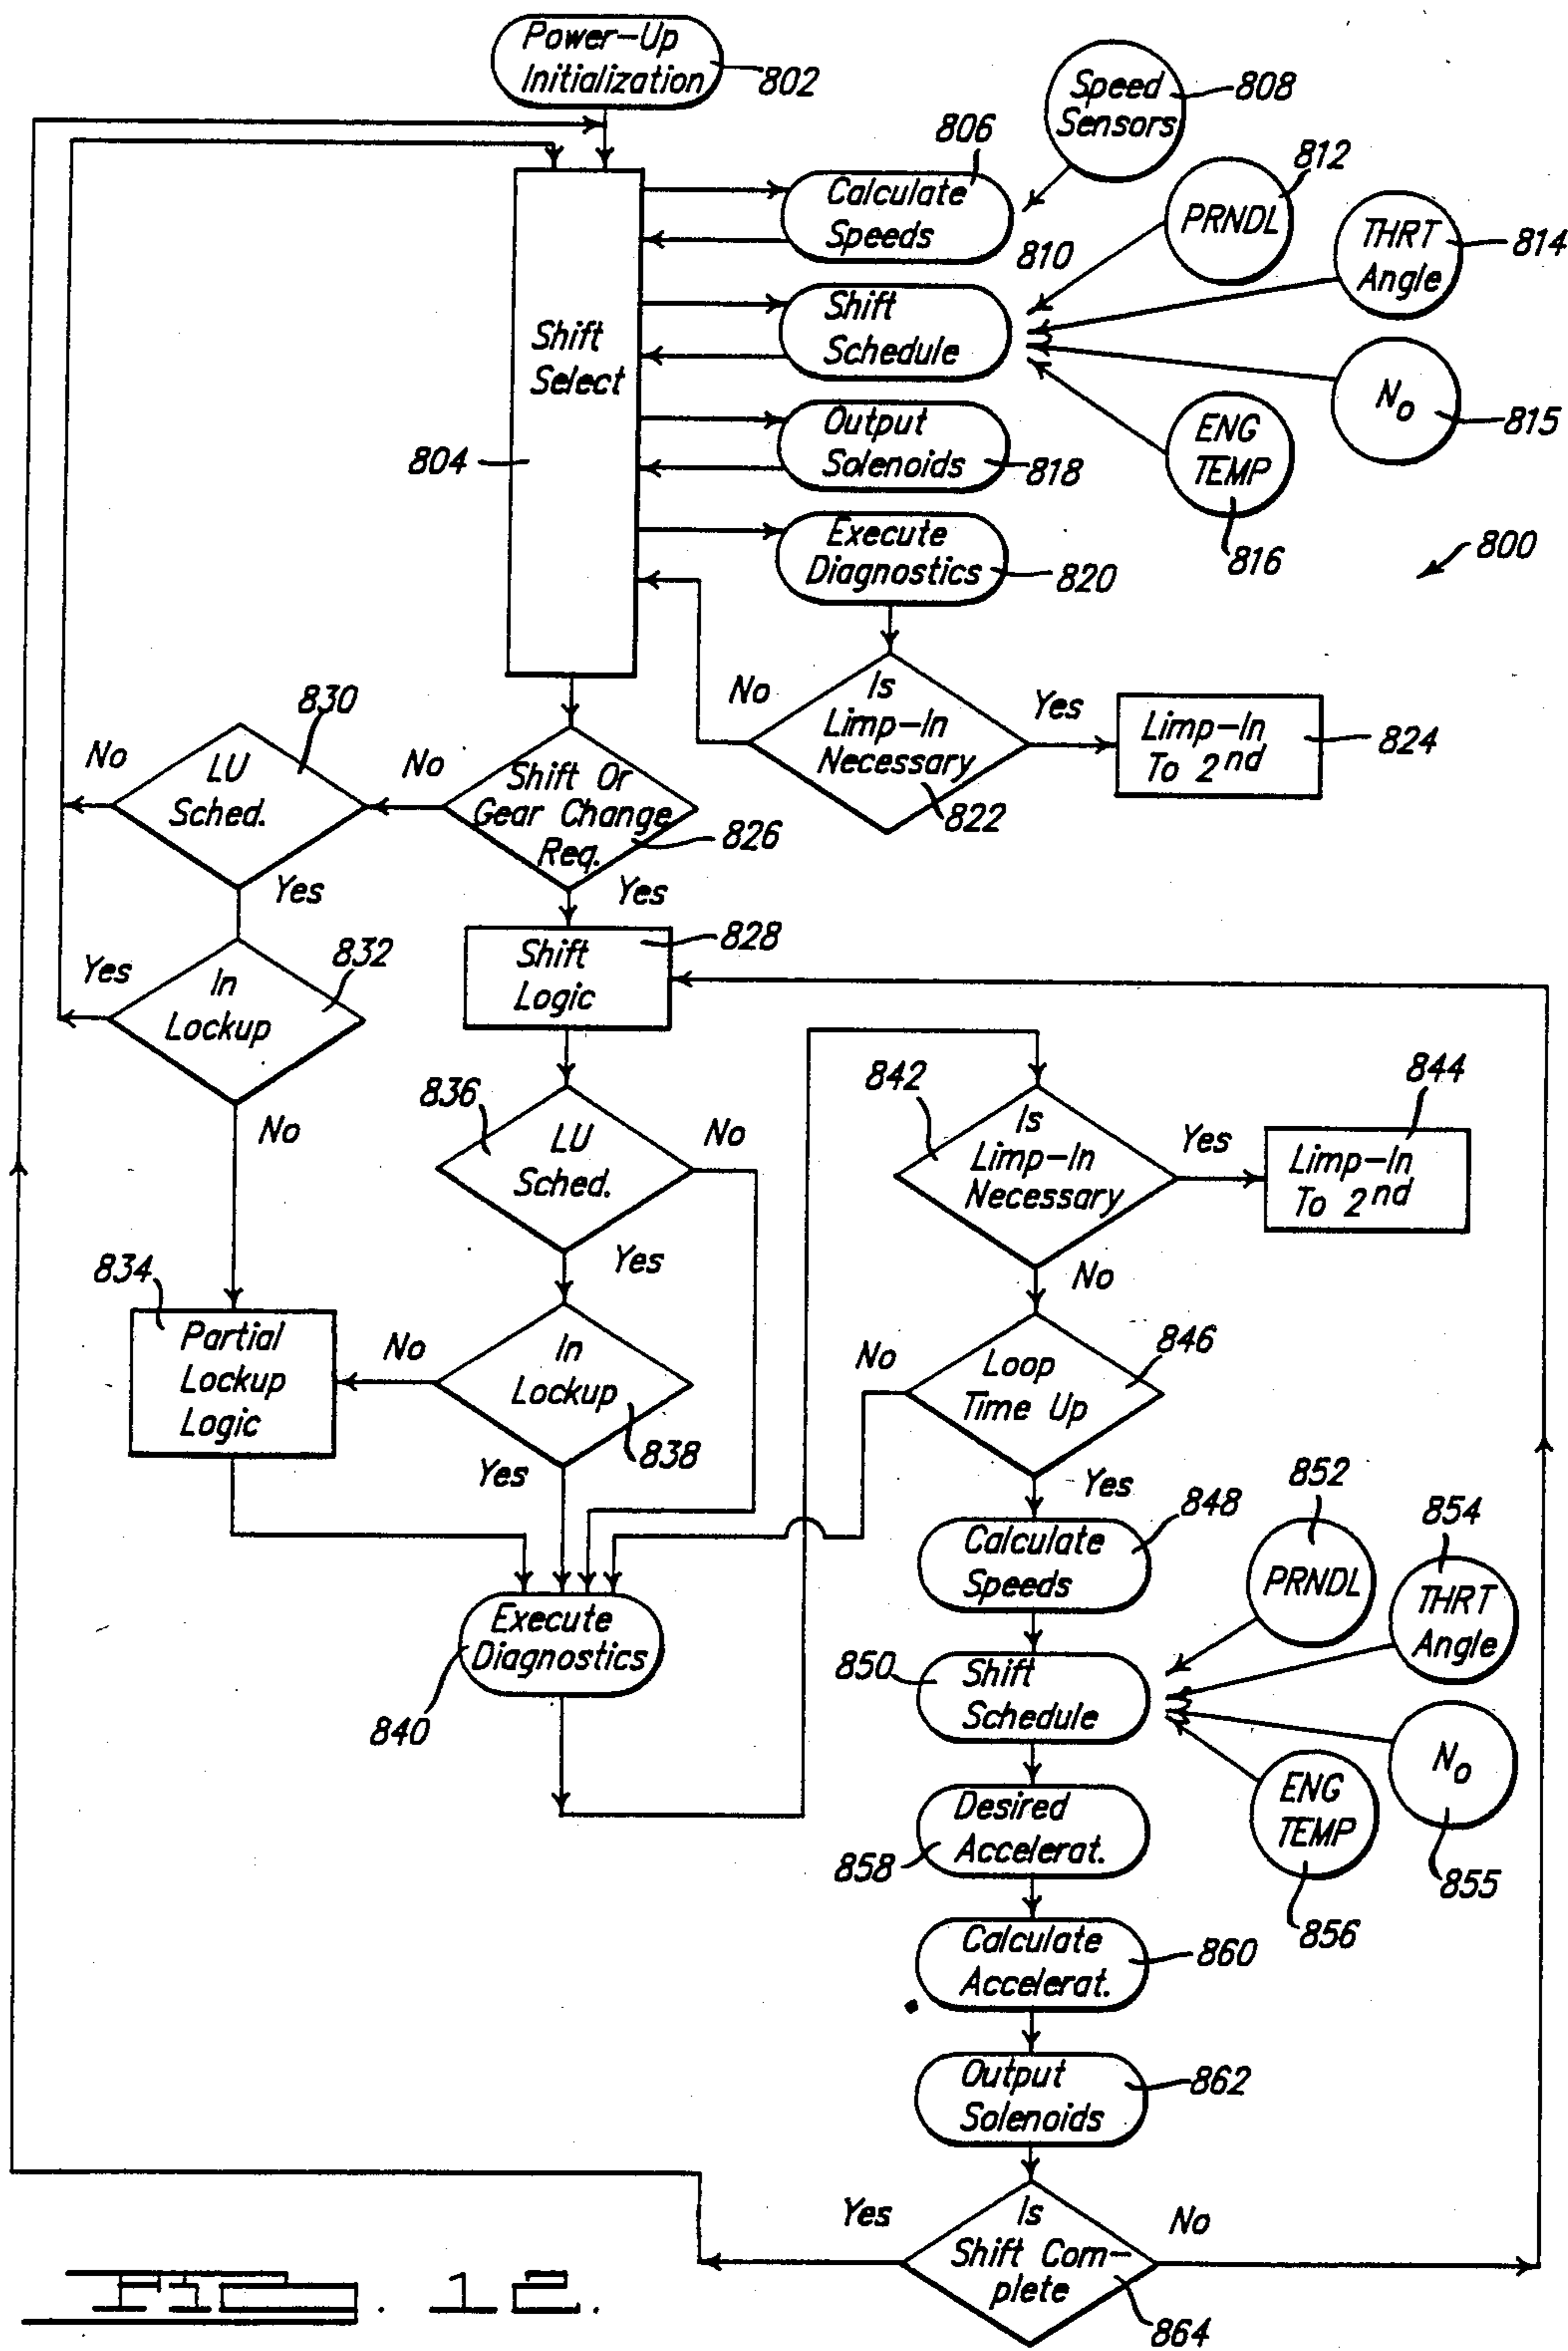 Power-Up
Initialization
802
Speed
Sensors
808
806
Calculate
Speeds
812
PRNDL
THRT
Angle
814
810
Shift
Schedule
Shift
Select
804
No
815
Output
Solenoids
818
ENG
TEMP
816
Execute
Diagnostics
820
800
No
Is
Limp-In
Necessary
822
Yes
Limp-In
To 2nd
824
830
No
LU
Sched.
Yes
No
Shift Or
Gear Change
Req.
826
Yes
832
Yes
In
Lockup
No
Shift
Logic
828
836
LU
Sched.
No
Yes
842
Is
Limp-In
Necessary
Yes
844
Limp-In
To 2nd
No
834
Partial
Lockup
Logic
No
In
Lockup
838
Yes
No
Loop
Time Up
846
Yes
Calculate
Speeds
848
852
PRNDL
854
THRT
Angle
Execute
Diagnostics
840
850
Shift
Schedule
No
855
ENG
TEMP
856
Desired
Accelerat.
858
Calculate
Accelerat.
860
Output
Solenoids
862
Yes
Is
Shift Com-
plete
No
864
FIG. 12.